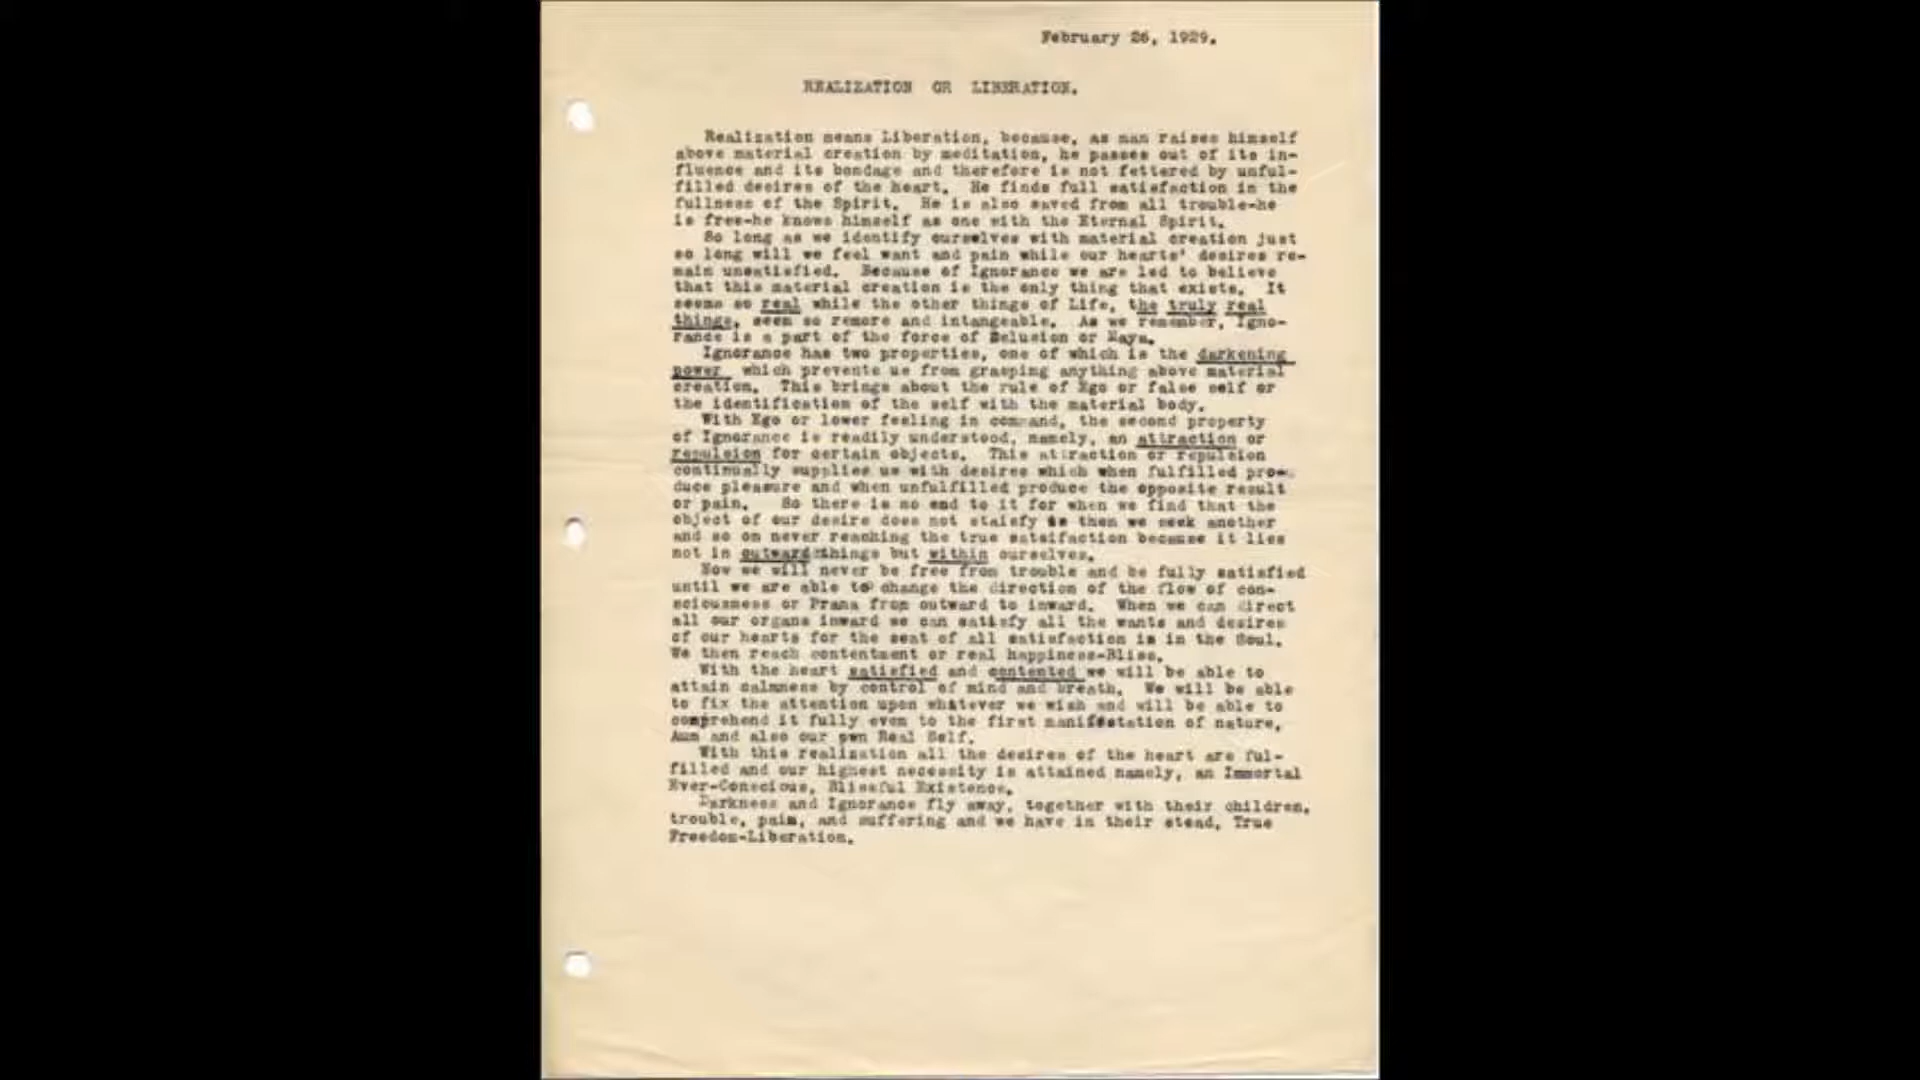 February 26, 1929.
REALIZATION OR LIBERATION.
Realization means Liberation, because, as man raises himself
above material creation by meditation, he passes out of its in-
fluence and its bondage and therefore is not fettered by unful-
filled desires of the heart. He finds full satisfaction in the
fullness of the Spirit. He is also saved from all trouble-he
is free-he knows himself as one with the Eternal Spirit.
So long as we identify ourselves with material creation just
so long will we feel want and pain while our hearts' desires re-
main unsatisfied. Because of Ignorance we are led to believe
that this material creation is the only thing that exists. It
seems so real while the other things of Life, the truly real
things, seem so remore and intangeable. As we remember, Igno-
rance is a part of the force of Delusion or Maya.
Ignorance has two properties, one of which is the darkening
power which prevents us from grasping anything above material
creation. This brings about the rule of Ego or false self or
the identification of the self with the material body.
With Ego or lower feeling in command, the second property
of Ignorance is readily understood, namely, an attraction or
repulsion for certain objects. This attraction or repulsion
continually supplies us with desires which when fulfilled pro-
duce pleasure and when unfulfilled produce the opposite result
or pain. So there is no end to it for when we find that the
object of our desire does not staisfy us then we seek another
and so on never reaching the true satsifaction because it lies
not in outward things but within ourselves.
Now we will never be free from trouble and be fully satisfied
until we are able to change the direction of the flow of con-
sciousness or Prana from outward to inward. When we can direct
all our organs inward we can satisfy all the wants and desires
of our hearts for the seat of all satisfaction is in the Soul.
We then reach contentment or real happiness-Bliss.
With the heart satisfied and contented we will be able to
attain calmness by control of mind and breath. We will be able
to fix the attention upon whatever we wish and will be able to
comprehend it fully even to the first manifestation of nature,
Aum and also our own Real Self.
With this realization all the desires of the heart are ful-
filled and our highest necessity is attained namely, an Immortal
Ever-Conscious, Blissful Existence.
Darkness and Ignorance fly away, together with their children,
trouble, pain, and suffering and we have in their stead, True
Freedom-Liberation.